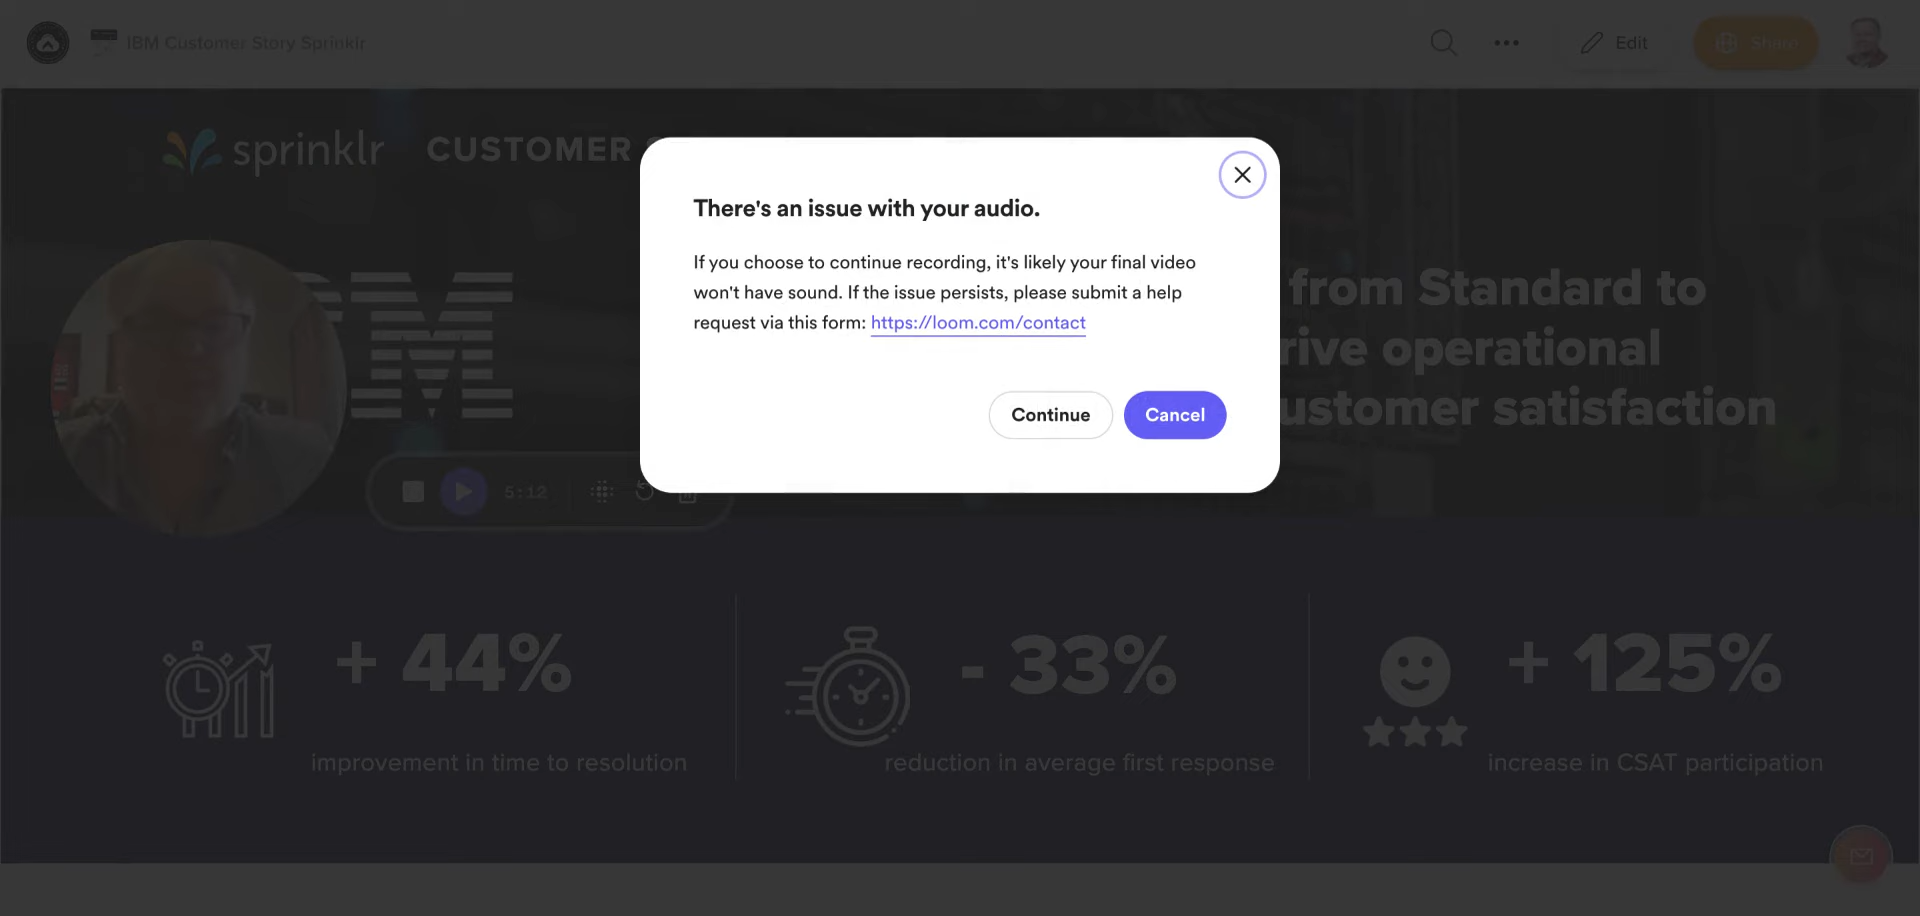 IBM Customer Story Sprinklr
Edit
Share
sprinklr CUSTOMER
There's an issue with your audio.
If you choose to continue recording, it's likely your final video
won't have sound. If the issue persists, please submit a help
request via this form: https://loom.com/contact
Continue
Cancel
from Standard to
operational
satisfaction
5:12
+ 44%
improvement in time to resolution
- 33%
reduction in average first response
+ 125%
increase in CSAT participation